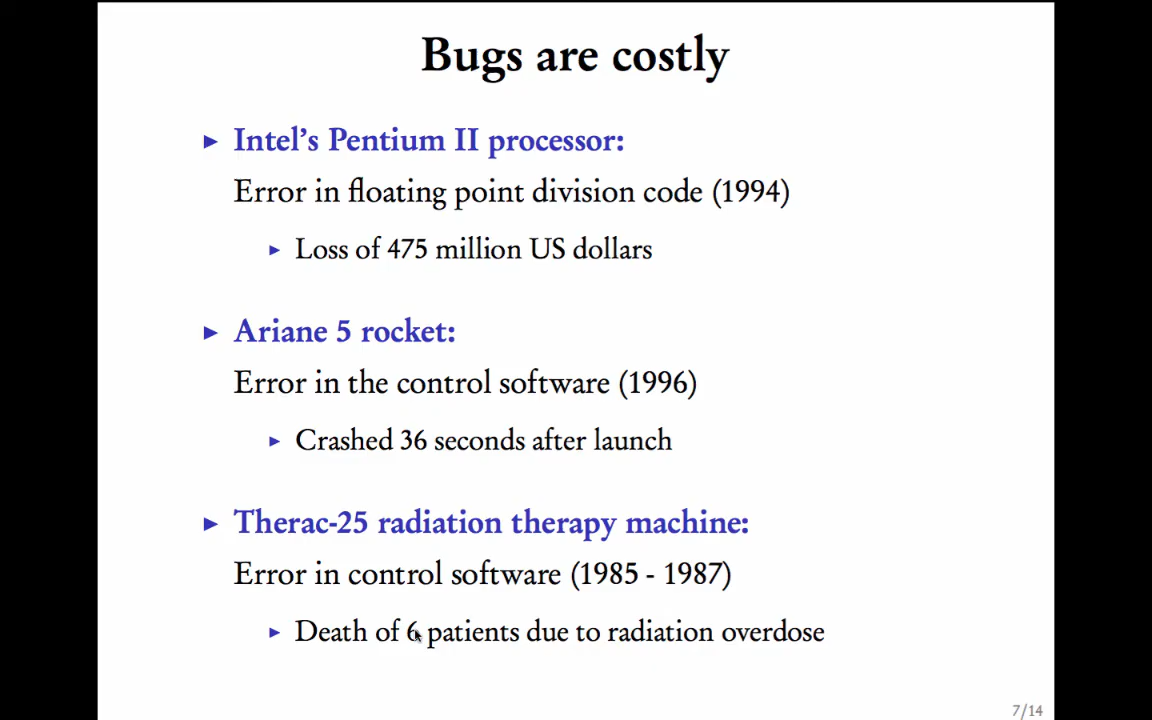 Bugs are costly
▶ Intel's Pentium II processor:
Error in floating point division code (1994)
▶ Loss of 475 million US dollars
▶ Ariane 5 rocket:
Error in the control software (1996)
▶ Crashed 36 seconds after launch
▶ Therac-25 radiation therapy machine:
Error in control software (1985 - 1987)
▶ Death of 6 patients due to radiation overdose
7/14